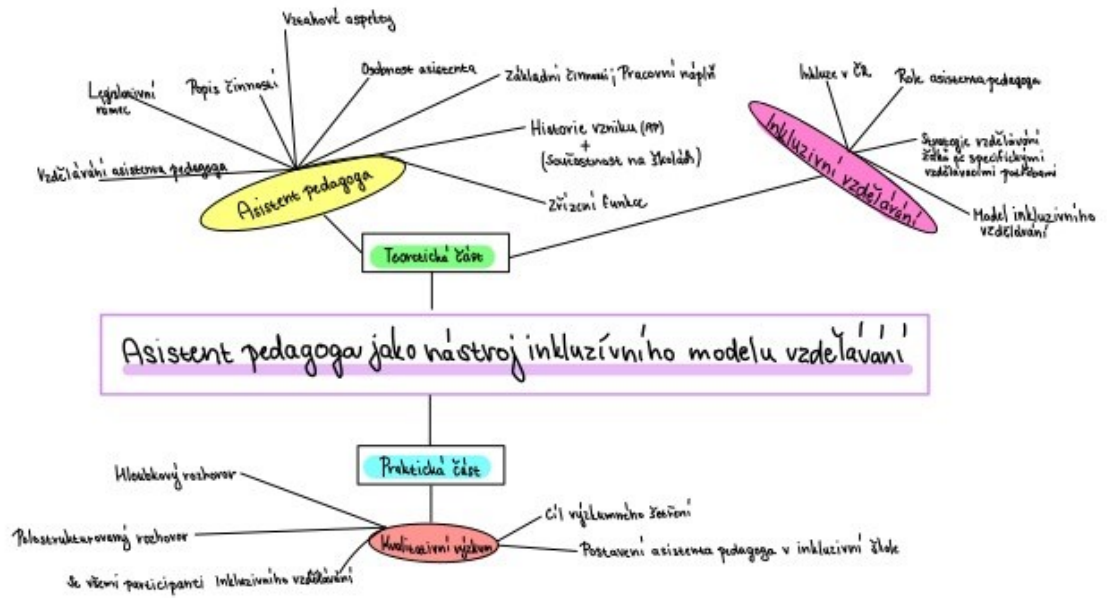 Vztahové aspekty
Osobnost asistenta
Základní činnosti; Pracovní náplň
Popis činností
Legislativní
rámec
Historie vzniku (AP)
+
(Součastnost na školách)
Vzdělávání asistenta pedagoga
Asistent pedagoga
Zřízení funkce
Inkluze v ČR
Role asistenta pedagoga
Inkluzivní vzdělávání
Strategie vzdělávání
žáků se specifickými
vzdělávacími potřebami
Model inkluzivního
vzdělávání
Teoretická část
Asistent pedagoga jako nástroj inkluzívního modelu vzdělávání
Praktická část
Hloubkový rozhovor
Polostrukturovaný rozhovor
Se všemi participanti Inkluzivního vzdělávání
Kvalitativní výzkum
Cíl výzkumného šetření
Postavení asistenta pedagoga v inkluzivní škole